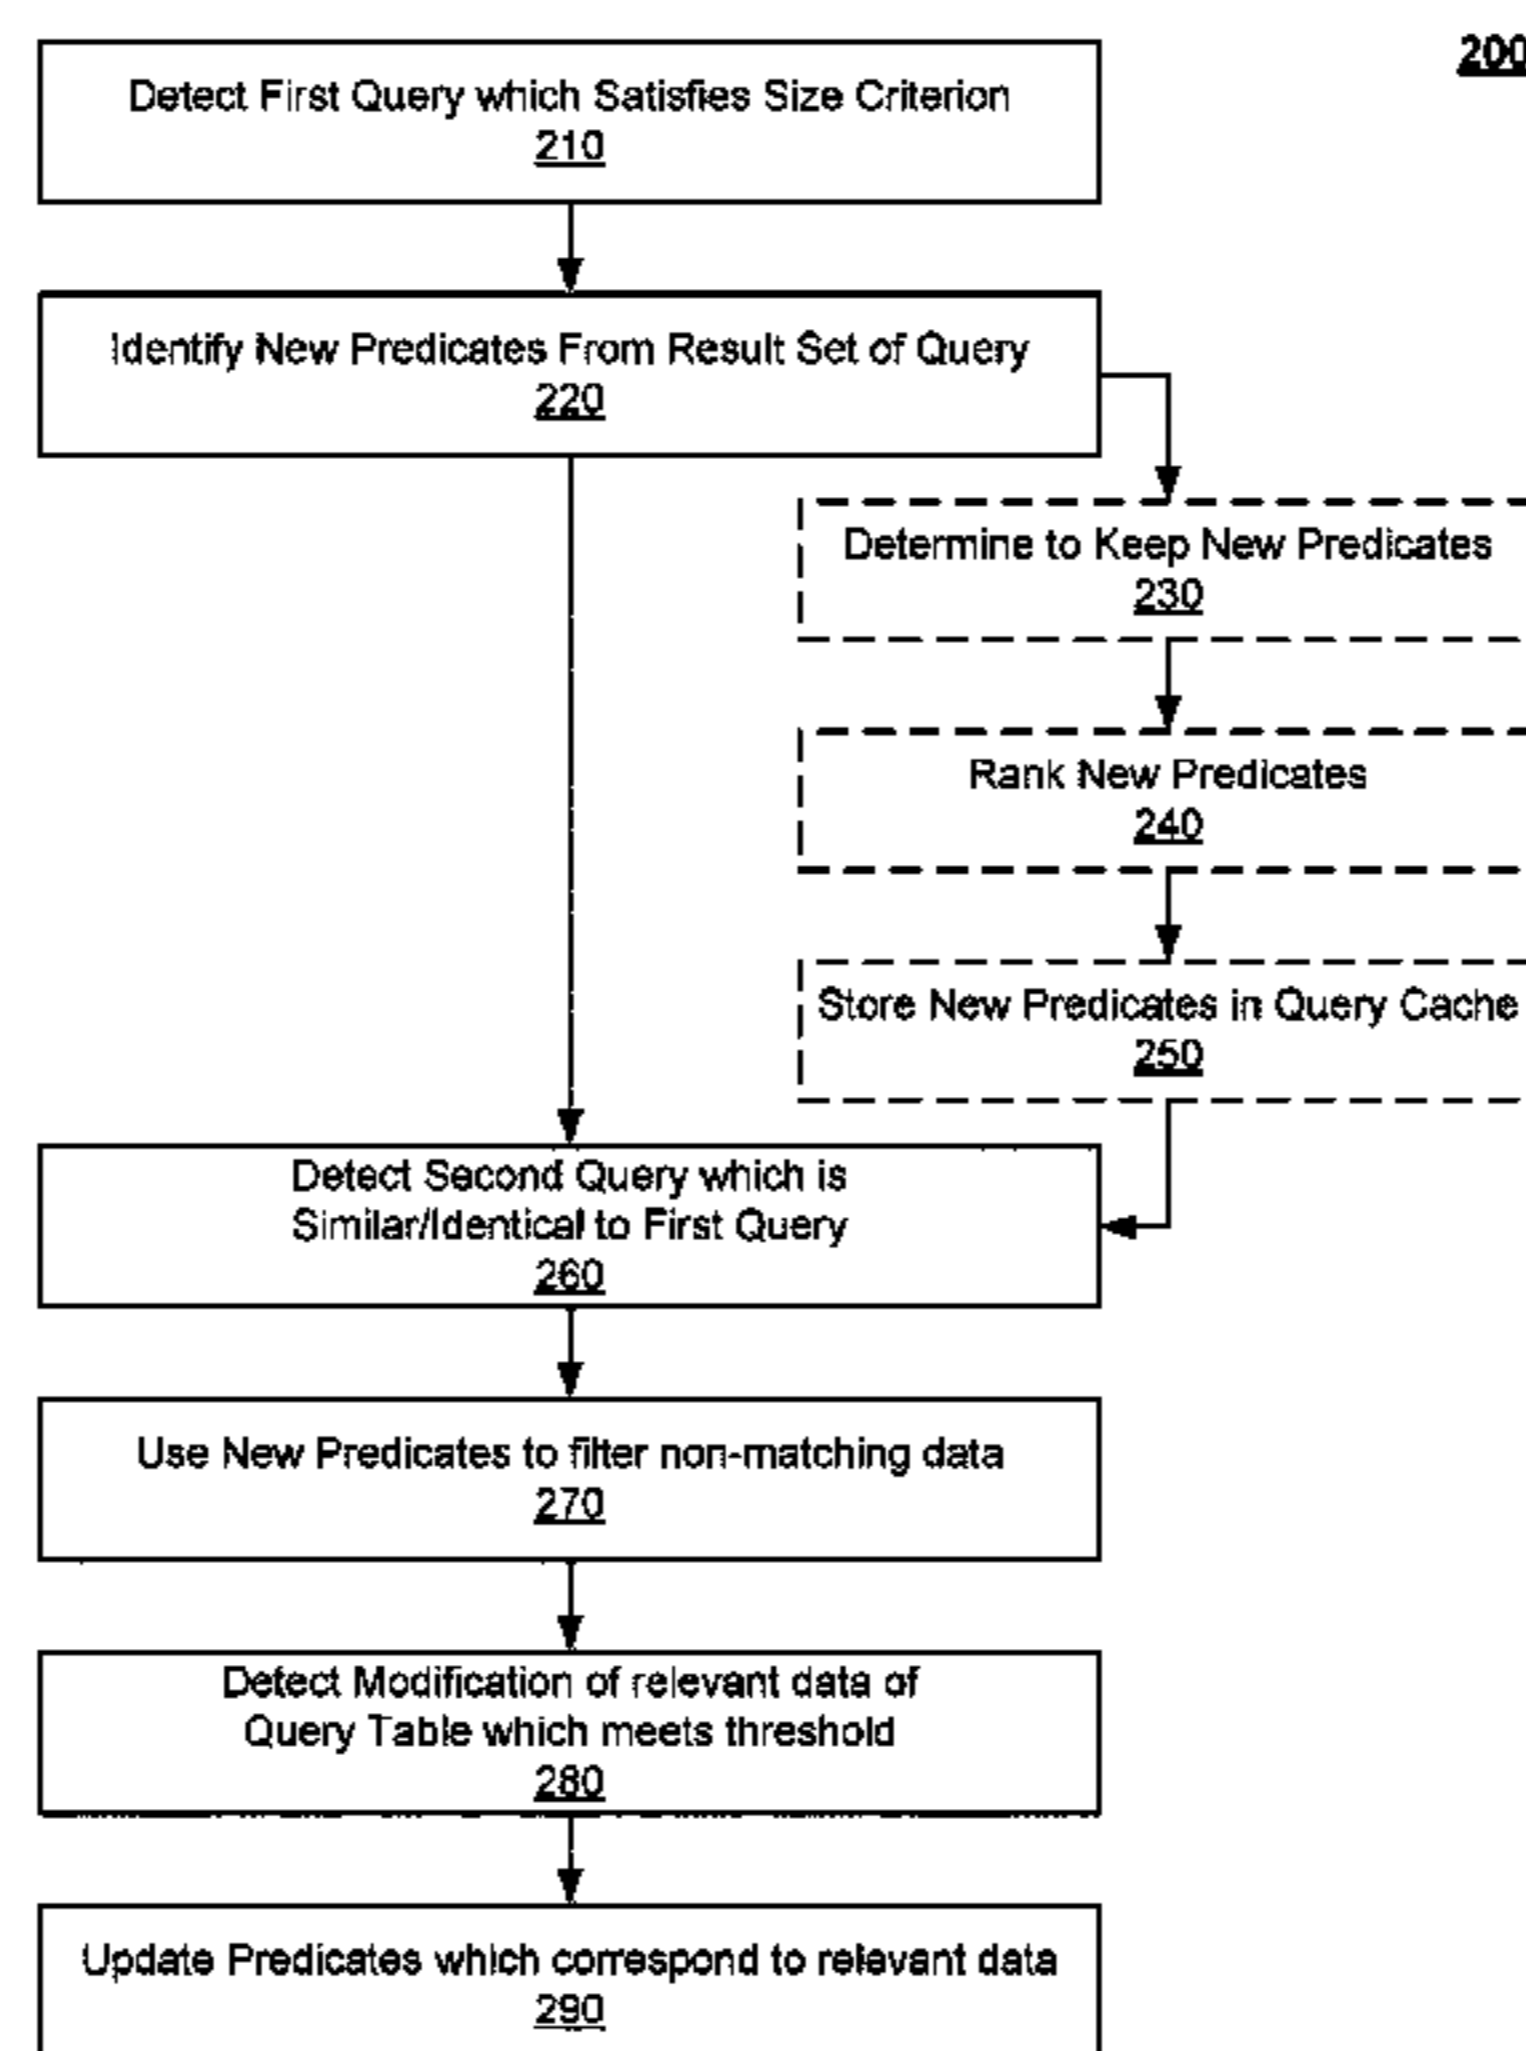 200
Detect First Query which Satisfies Size Criterion
210
Identify New Predicates From Result Set of Query
220
Determine to Keep New Predicates
230
Rank New Predicates
240
Store New Predicates in Query Cache
250
Detect Second Query which is
Similar/Identical to First Query
260
Use New Predicates to filter non-matching data
270
Detect Modification of relevant data of
Query Table which meets threshold
280
Update Predicates which correspond to relevant data
290